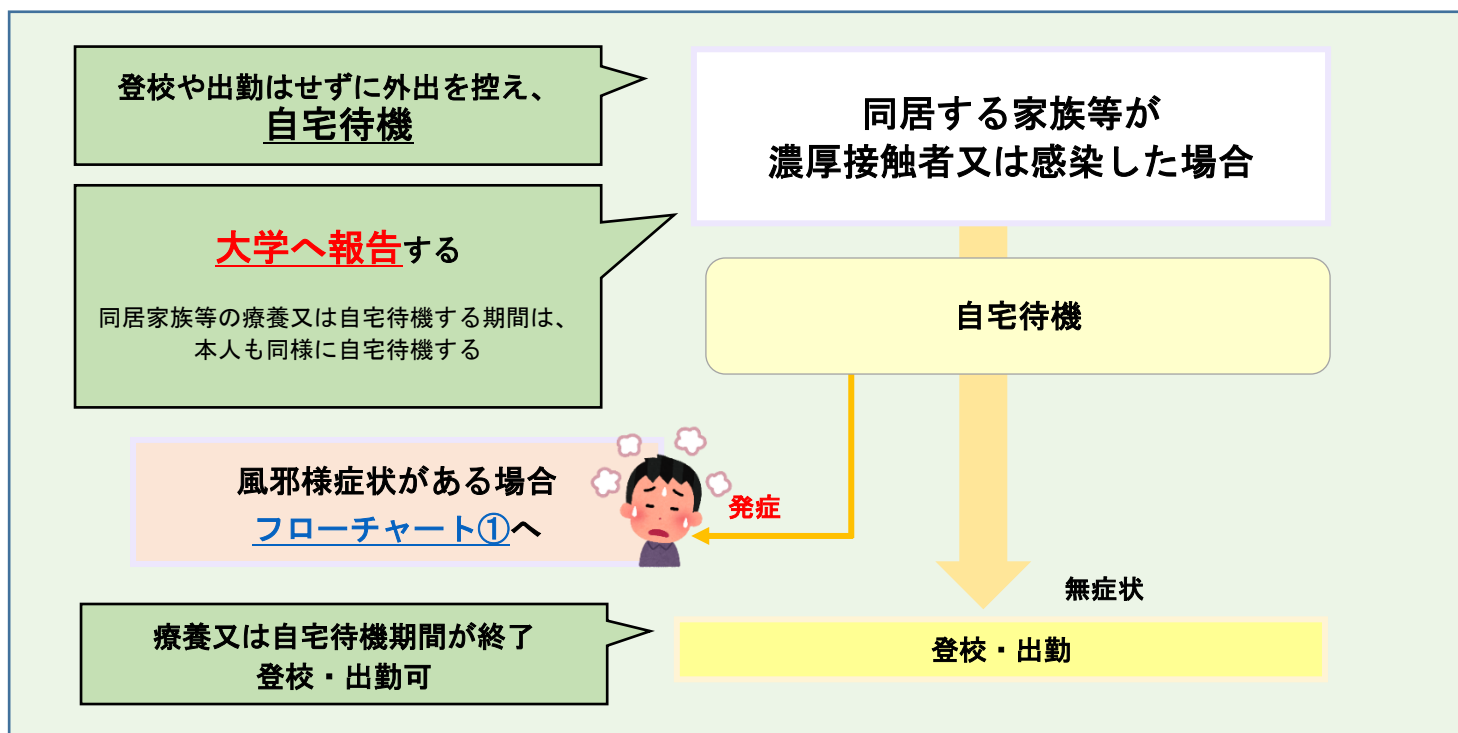 登校や出勤はせずに外出を控え、
自宅待機
同居する家族等が
濃厚接触者又は感染した場合
大学へ報告する
同居家族等の療養又は自宅待機する期間は、
本人も同様に自宅待機する
自宅待機
風邪様症状がある場合
フローチャート①へ
発症
無症状
療養又は自宅待機期間が終了
登校・出勤可
登校・出勤